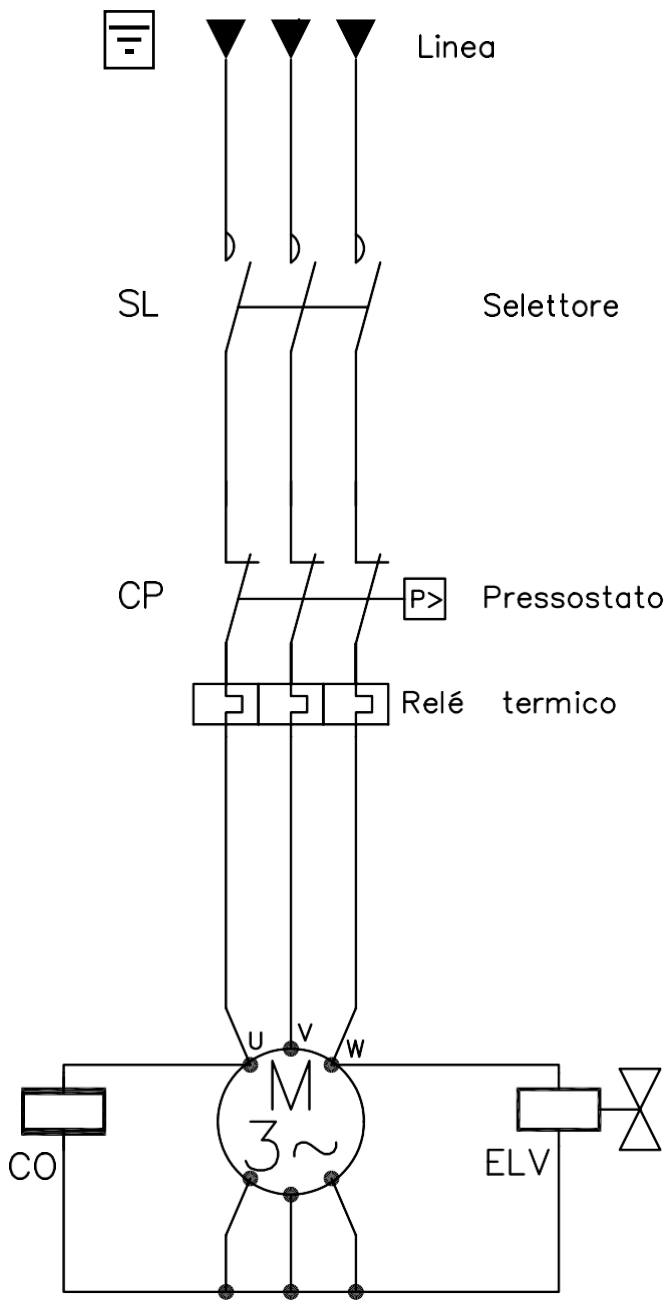 Linea
SL Selettore
CP P> Pressostato
Relé termico
U V W
M
3~
CO ELV